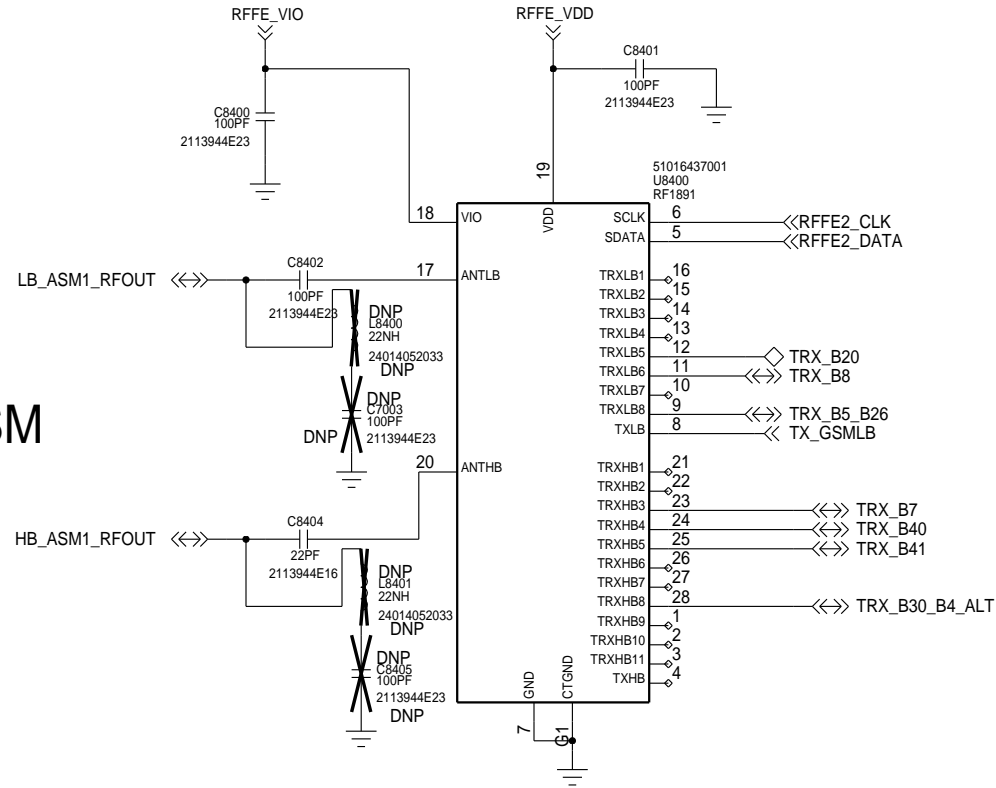 RFFE_VIO
RFFE_VDD
C8401
100PF
2113944E23
C8400
100PF
2113944E23
19
51016437001
U8400
RF1891
18
VIO
VDD
SCLK
6
RFFE2_CLK
SDATA
5
RFFE2_DATA
LB_ASM1_RFOUT
C8402
100PF
2113944E23
17
ANTLB
DNP
L8400
22NH
24014052033
DNP
DNP
C7003
100PF
DNP
2113944E23
TRXLB1
16
TRXLB2
15
TRXLB3
14
TRXLB4
13
TRXLB5
12
TRX_B20
TRXLB6
11
TRX_B8
TRXLB7
10
TRXLB8
9
TRX_B5_B26
TXLB
8
TX_GSMLB
SM
20
ANTHB
TRXHB1
21
TRXHB2
22
TRXHB3
23
TRX_B7
TRXHB4
24
TRX_B40
TRXHB5
25
TRX_B41
TRXHB6
26
TRXHB7
27
TRXHB8
28
TRX_B30_B4_ALT
TRXHB9
1
TRXHB10
2
TRXHB11
3
TXHB
4
HB_ASM1_RFOUT
C8404
22PF
2113944E16
DNP
L8401
22NH
24014052033
DNP
DNP
C8405
100PF
2113944E23
DNP
GND
CTGND
7
G1